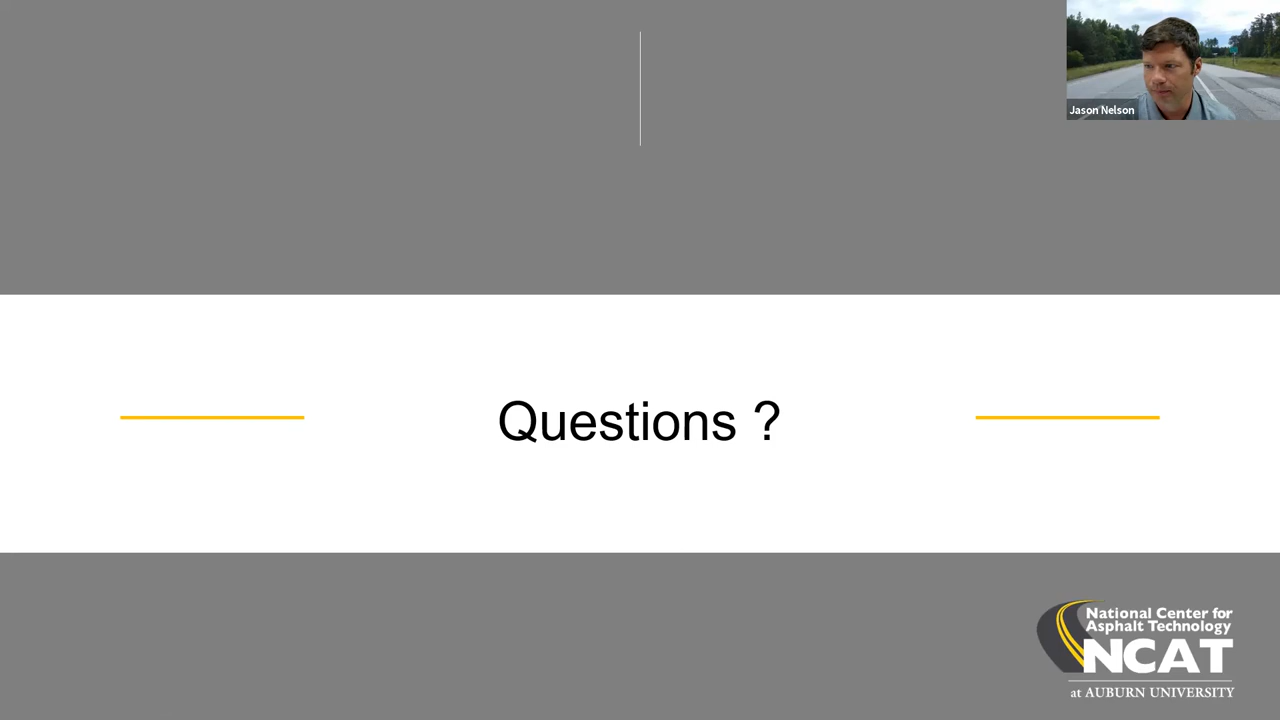 Jason Nelson
Questions ?
National Center for
Asphalt Technology
NCAT
at AUBURN UNIVERSITY